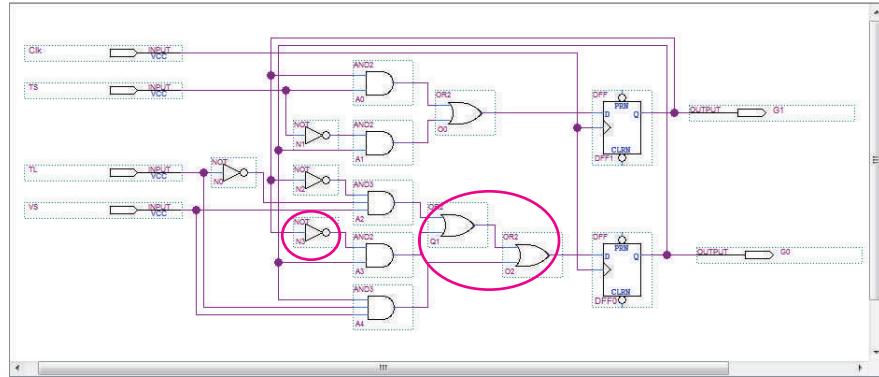 Clk INPUT VCC
TS INPUT VCC
TL INPUT VCC
VS INPUT VCC
AND2
A0
OR2
O0
DFF
PRN
D Q
CLRN
DFF1
OUTPUT G1
NOT
N1
AND2
A1
NOT
N0
NOT
N2
AND3
A2
OR2
Q1
NOT
N3
AND2
A3
OR2
O2
DFF
PRN
D Q
CLRN
DFF0
OUTPUT G0
AND3
A4